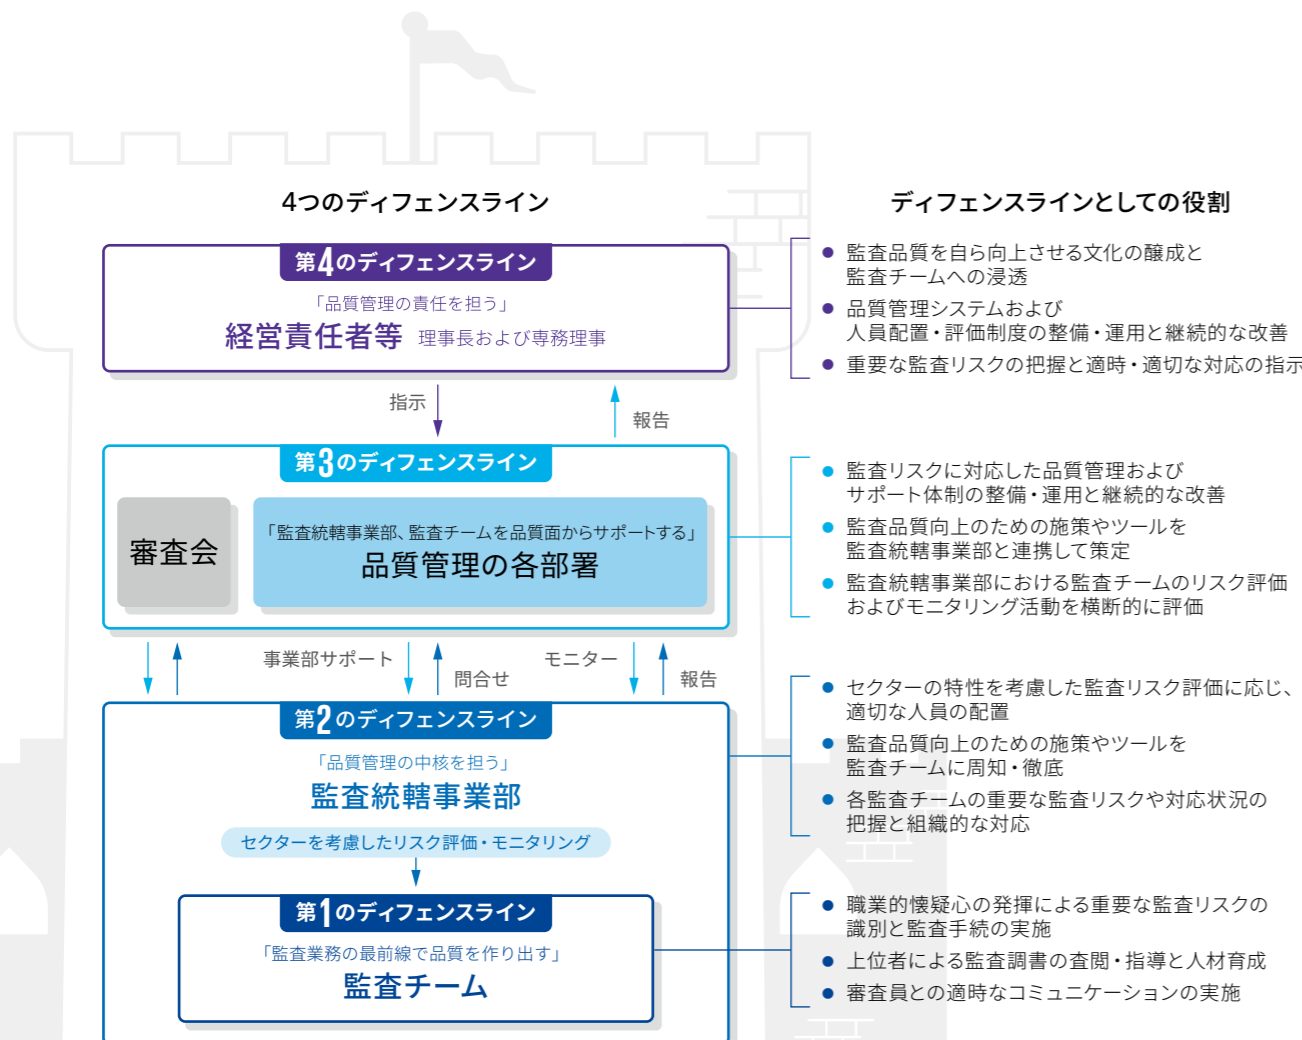 4つのディフェンスライン
ディフェンスラインとしての役割
第4のディフェンスライン
「品質管理の責任を担う」
経営責任者等 理事長および専務理事
● 監査品質を自ら向上させる文化の醸成と
監査チームへの浸透
● 品質管理システムおよび
人員配置・評価制度の整備・運用と継続的な改善
● 重要な監査リスクの把握と適時・適切な対応の指示
指示
報告
第3のディフェンスライン
審査会
「監査統轄事業部、監査チームを品質面からサポートする」
品質管理の各部署
● 監査リスクに対応した品質管理および
サポート体制の整備・運用と継続的な改善
● 監査品質向上のための施策やツールを
監査統轄事業部と連携して策定
● 監査統轄事業部における監査チームのリスク評価
およびモニタリング活動を横断的に評価
事業部サポート
問合せ
モニター
報告
第2のディフェンスライン
「品質管理の中核を担う」
監査統轄事業部
セクターを考慮したリスク評価・モニタリング
● セクターの特性を考慮した監査リスク評価に応じ、
適切な人員の配置
● 監査品質向上のための施策やツールを
監査チームに周知・徹底
● 各監査チームの重要な監査リスクや対応状況の
把握と組織的な対応
第1のディフェンスライン
「監査業務の最前線で品質を作り出す」
監査チーム
● 職業的懐疑心の発揮による重要な監査リスクの
識別と監査手続の実施
● 上位者による監査調書の査閲・指導と人材育成
● 審査員との適時なコミュニケーションの実施